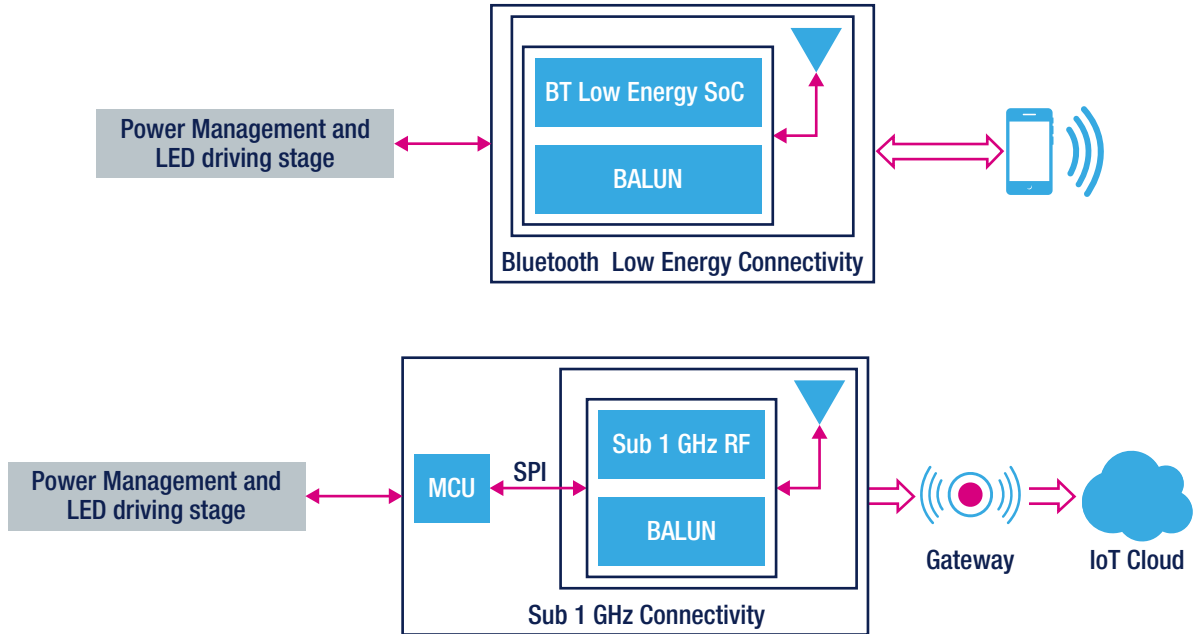 BT Low Energy SoC
Power Management and
LED driving stage
BALUN
Bluetooth Low Energy Connectivity
Sub 1 GHz RF
Power Management and
LED driving stage
MCU
SPI
BALUN
Gateway
IoT Cloud
Sub 1 GHz Connectivity